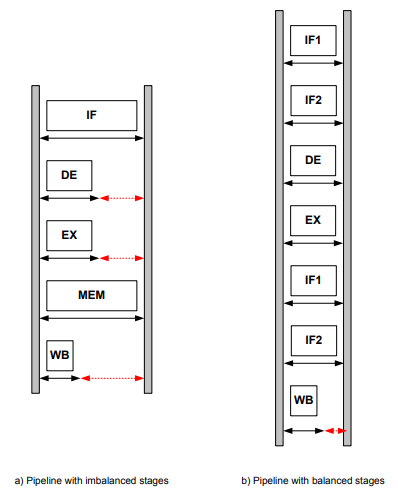 IF
DE
EX
MEM
WB
a) Pipeline with imbalanced stages
IF1
IF2
DE
EX
IF1
IF2
WB
b) Pipeline with balanced stages